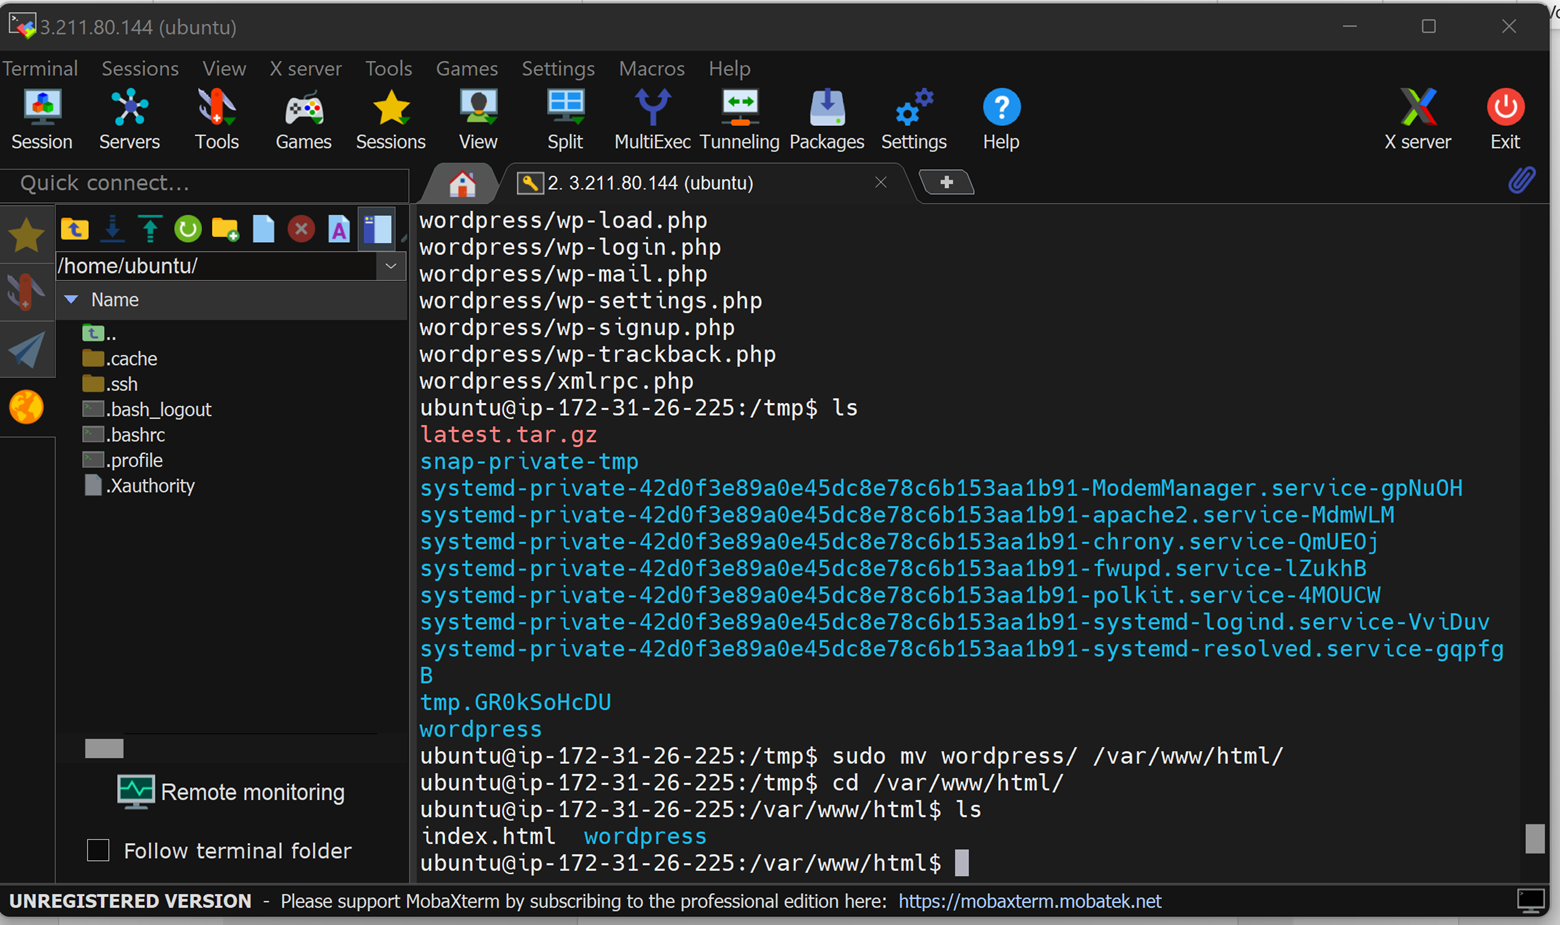 3.211.80.144 (ubuntu)
Terminal Sessions View X server Tools Games Settings Macros Help
Session Servers Tools Games Sessions View Split MultiExec Tunneling Packages Settings Help X server Exit
Quick connect...
2. 3.211.80.144 (ubuntu)
/home/ubuntu/
Name
..
.cache
.ssh
.bash_logout
.bashrc
.profile
.Xauthority
Remote monitoring
Follow terminal folder
wordpress/wp-load.php
wordpress/wp-login.php
wordpress/wp-mail.php
wordpress/wp-settings.php
wordpress/wp-signup.php
wordpress/wp-trackback.php
wordpress/xmlrpc.php
ubuntu@ip-172-31-26-225:/tmp$ ls
latest.tar.gz
snap-private-tmp
systemd-private-42d0f3e89a0e45dc8e78c6b153aa1b91-ModemManager.service-gpNuOH
systemd-private-42d0f3e89a0e45dc8e78c6b153aa1b91-apache2.service-MdmWLM
systemd-private-42d0f3e89a0e45dc8e78c6b153aa1b91-chrony.service-QmUEOj
systemd-private-42d0f3e89a0e45dc8e78c6b153aa1b91-fwupd.service-lZukhB
systemd-private-42d0f3e89a0e45dc8e78c6b153aa1b91-polkit.service-4MOUCW
systemd-private-42d0f3e89a0e45dc8e78c6b153aa1b91-systemd-logind.service-VviDuv
systemd-private-42d0f3e89a0e45dc8e78c6b153aa1b91-systemd-resolved.service-gqpfg
B
tmp.GR0kSoHcDU
wordpress
ubuntu@ip-172-31-26-225:/tmp$ sudo mv wordpress/ /var/www/html/
ubuntu@ip-172-31-26-225:/tmp$ cd /var/www/html/
ubuntu@ip-172-31-26-225:/var/www/html$ ls
index.html wordpress
ubuntu@ip-172-31-26-225:/var/www/html$
UNREGISTERED VERSION - Please support MobaXterm by subscribing to the professional edition here: https://mobaxterm.mobatek.net